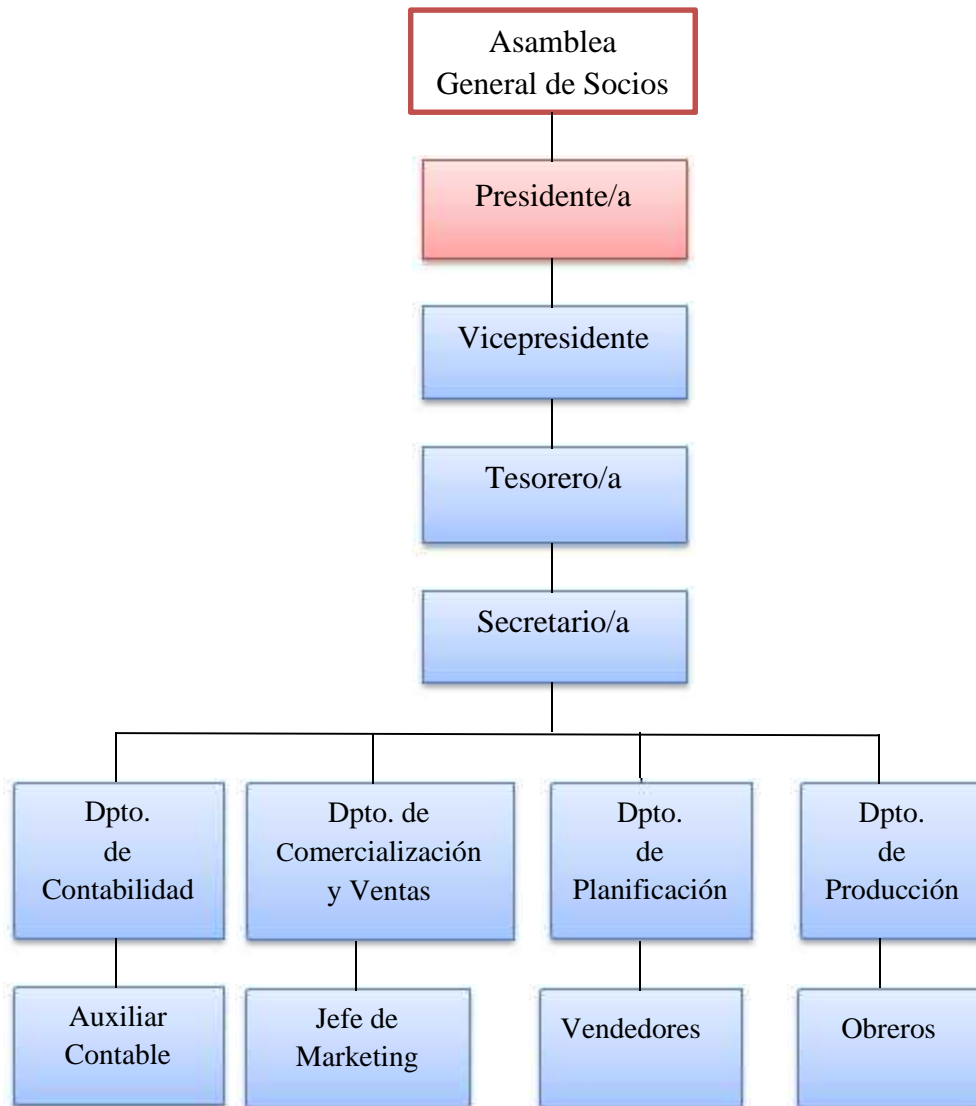 Asamblea
General de Socios
Presidente/a
Vicepresidente
Tesorero/a
Secretario/a
Dpto.
de
Contabilidad
Dpto. de
Comercialización
y Ventas
Dpto.
de
Planificación
Dpto.
de
Producción
Auxiliar
Contable
Jefe de
Marketing
Vendedores
Obreros